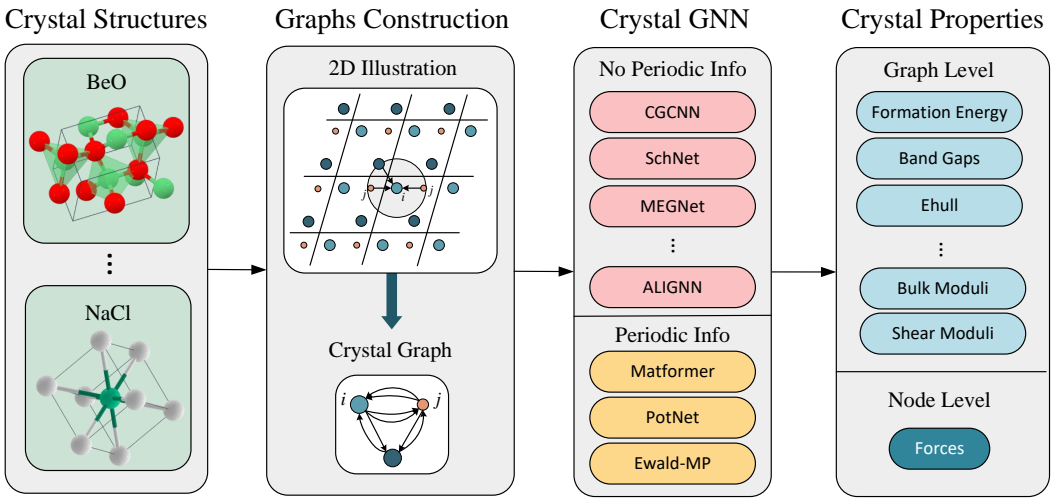 Crystal Structures
BeO
⋮
NaCl
Graphs Construction
2D Illustration
j
i
j
Crystal Graph
i
j
Crystal GNN
No Periodic Info
CGCNN
SchNet
MEGNet
⋮
ALIGNN
Periodic Info
Matformer
PotNet
Ewald-MP
Crystal Properties
Graph Level
Formation Energy
Band Gaps
Ehull
⋮
Bulk Moduli
Shear Moduli
Node Level
Forces